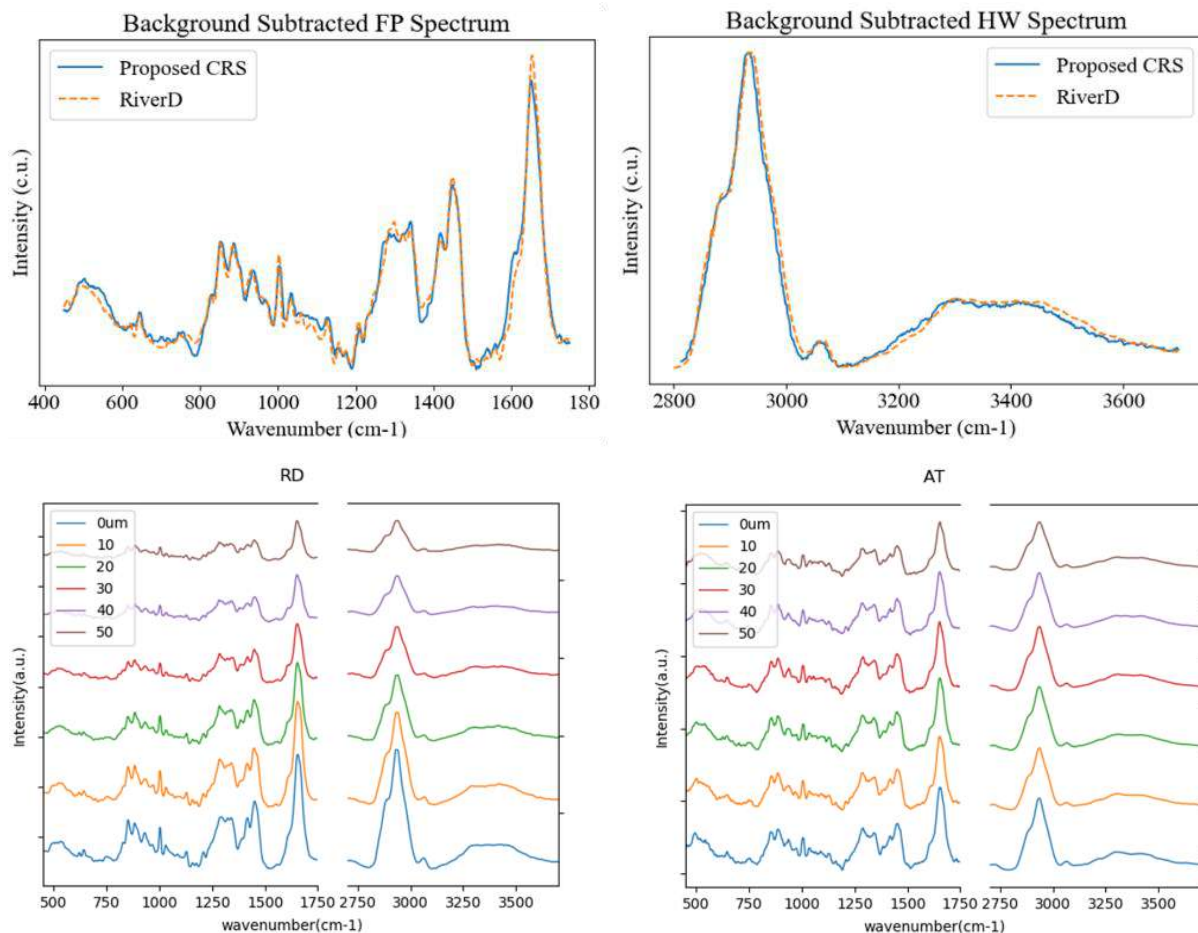 Background Subtracted FP Spectrum
Proposed CRS
RiverD
Intensity (c.u.)
400 600 800 1000 1200 1400 1600 180
Wavenumber (cm-1)
Background Subtracted HW Spectrum
Proposed CRS
RiverD
Intensity (c.u.)
2800 3000 3200 3400 3600
Wavenumber (cm-1)
RD
0um
10
20
30
40
50
Intensity(a.u.)
500 750 1000 1250 1500 1750 2750 3000 3250 3500
wavenumber(cm-1)
AT
0um
10
20
30
40
50
Intensity(a.u.)
500 750 1000 1250 1500 1750 2750 3000 3250 3500
wavenumber(cm-1)